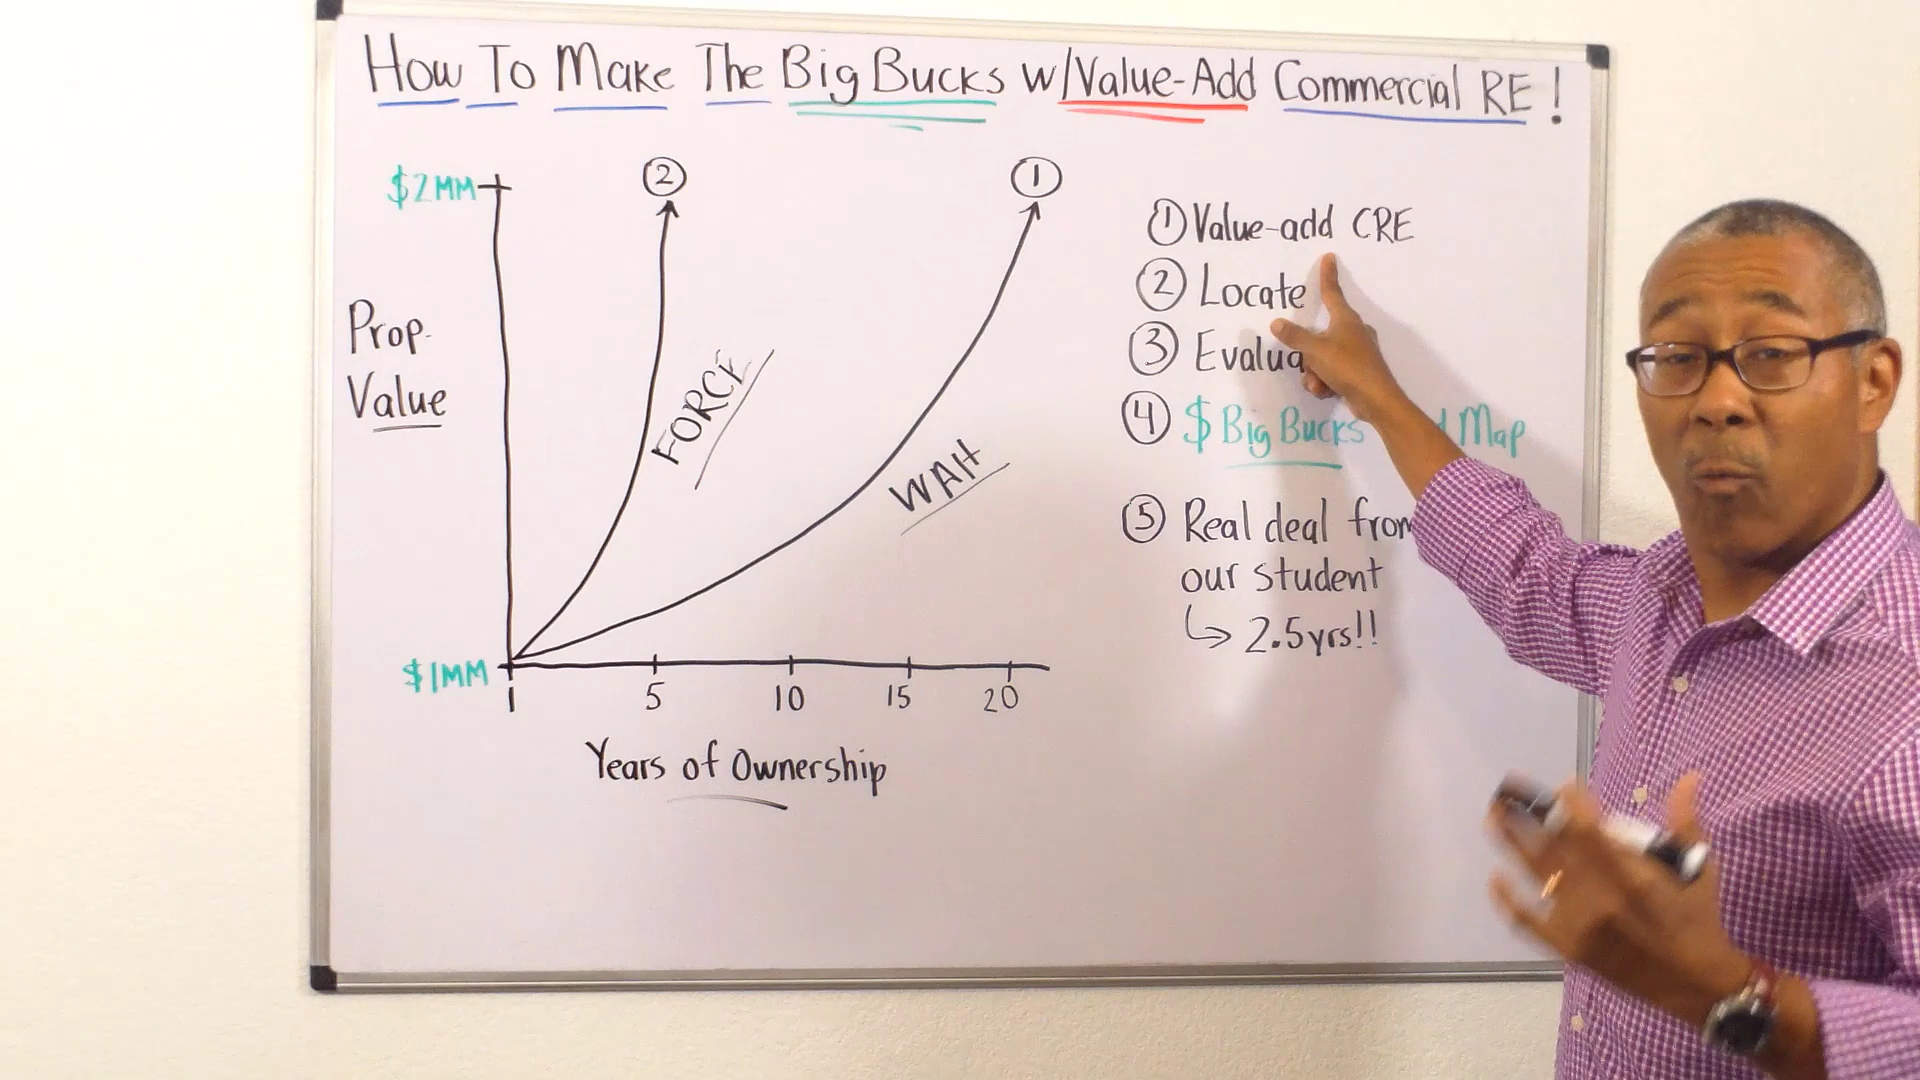 How To Make The Big Bucks w/Value-Add Commercial RE!
$2MM
2
1
Prop.
Value
FORCE
WAH
$1MM
1 5 10 15 20
Years of Ownership
1 Value-add CRE
2 Locate
3 Evalua
4 $ Big Bucks Map
5 Real deal from
our student
↳ 2.5yrs!!